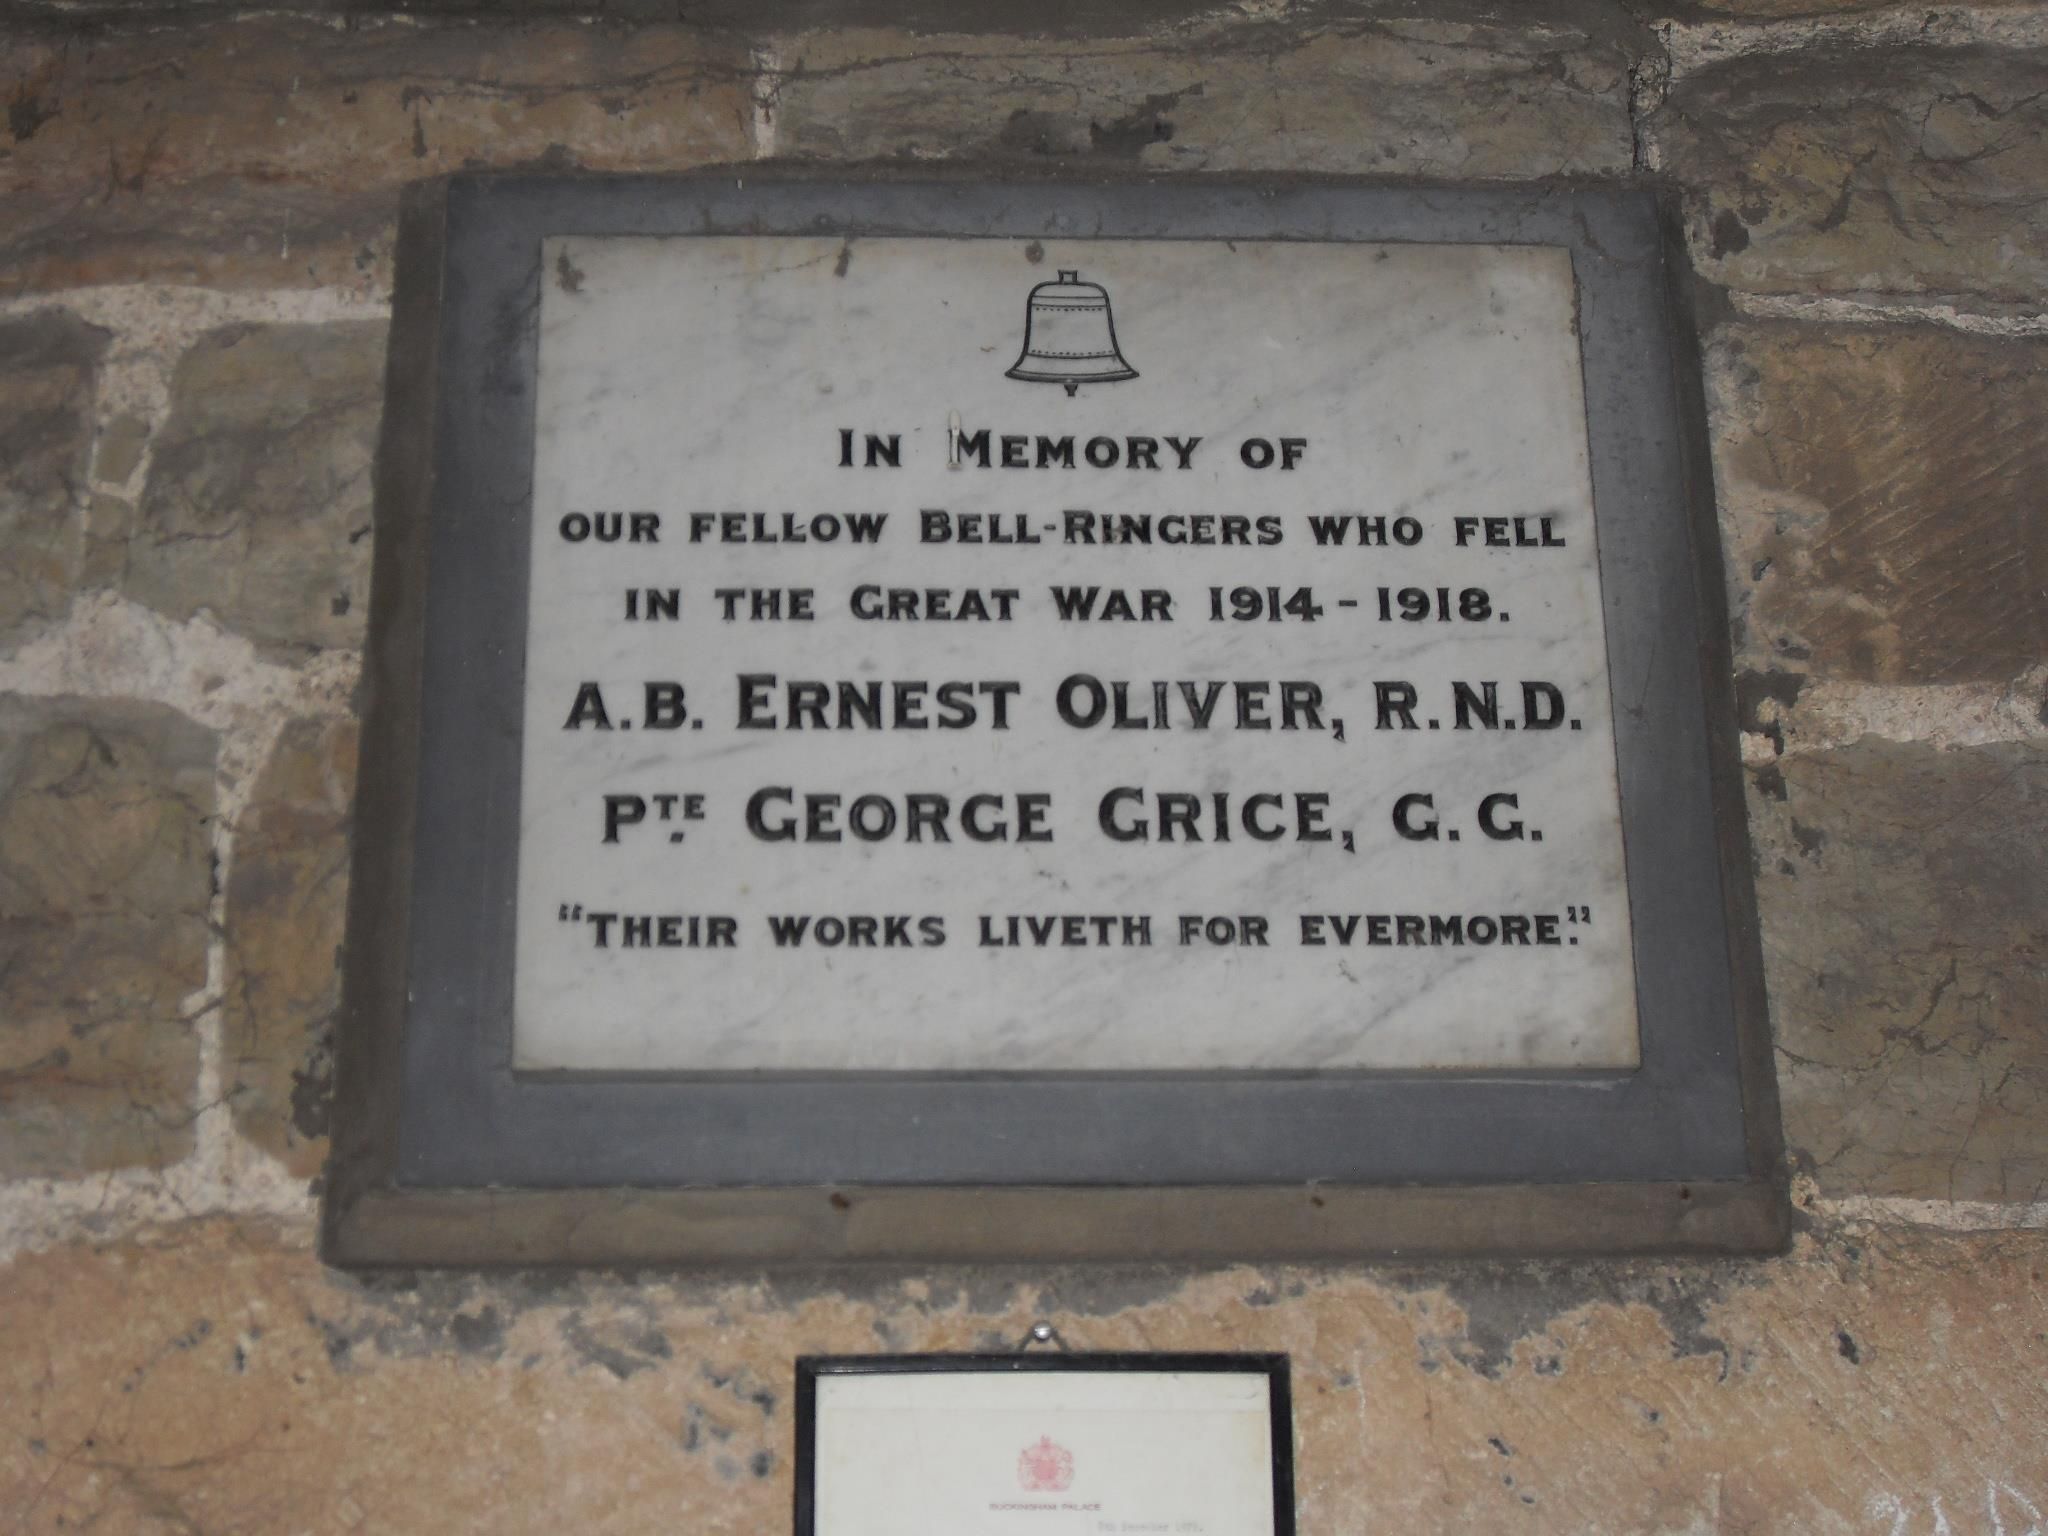 IN MEMORY OF
OUR FELLOW BELL-RINGERS WHO FELL
IN THE GREAT WAR 1914-1918.
A.B. ERNEST OLIVER, R.N.D.
PTE. GEORGE GRICE, G.G.
"THEIR WORKS LIVETH FOR EVERMORE."
BUCKINGHAM PALACE